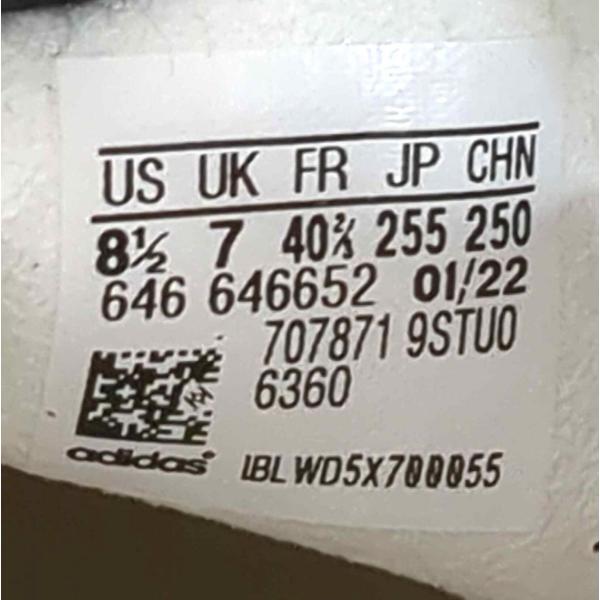 US UK FR JP CHN
8½ 7 40⅔ 255 250
646 646652 01/22
707871 9STU0
6360
adidas
LBL WD5X700055